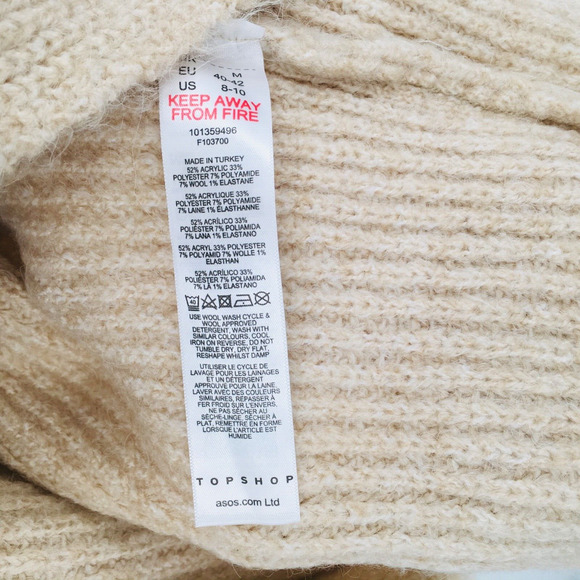 M
EU 40-42
US 8-10
KEEP AWAY
FROM FIRE
101359496
F103700
MADE IN TURKEY
52% ACRYLIC 33%
POLYESTER 7% POLYAMIDE
7% WOOL 1% ELASTANE
52% ACRYLIQUE 33%
POLYESTER 7% POLYAMIDE
7% LAINE 1% ELASTHANNE
52% ACRÍLICO 33%
POLIÉSTER 7% POLIAMIDA
7% LANA 1% ELASTANO
52% ACRYL 33% POLYESTER
7% POLYAMID 7% WOLLE 1%
ELASTHAN
52% ACRÍLICO 33%
POLIÉSTER 7% POLIAMIDA
7% LÃ 1% ELASTANO
40
USE WOOL WASH CYCLE &
WOOL APPROVED
DETERGENT, WASH WITH
SIMILAR COLOURS, COOL
IRON ON REVERSE, DO NOT
TUMBLE DRY, DRY FLAT,
RESHAPE WHILST DAMP
UTILISER LE CYCLE DE
LAVAGE POUR LES LAINAGES
ET UN DÉTERGENT
APPROUVÉ POUR LA LAINE,
LAVER AVEC DES COULEURS
SIMILAIRES, REPASSER À
FER FROID SUR L'ENVERS,
NE PAS SÉCHER AU
SÈCHE-LINGE, SÉCHER À
PLAT, REMETTRE EN FORME
LORSQUE L'ARTICLE EST
HUMIDE
TOPSHOP
asos.com Ltd